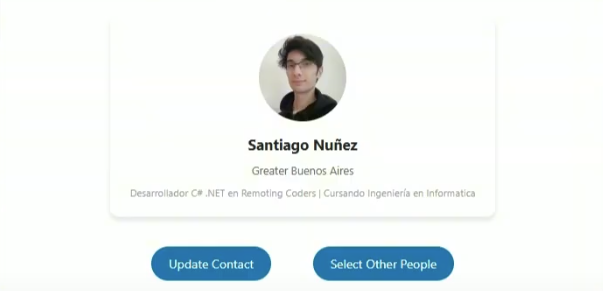 Santiago Nuñez
Greater Buenos Aires
Desarrollador C# .NET en Remoting Coders | Cursando Ingeniería en Informatica
Update Contact
Select Other People